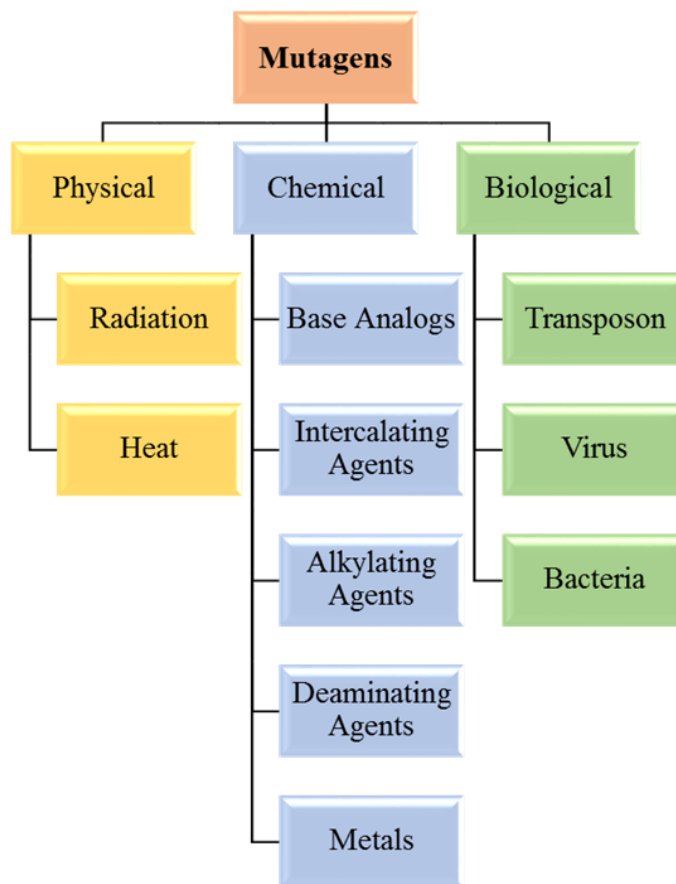 Mutagens
Physical
Chemical
Biological
Radiation
Base Analogs
Transposon
Heat
Intercalating
Agents
Virus
Alkylating
Agents
Bacteria
Deaminating
Agents
Metals